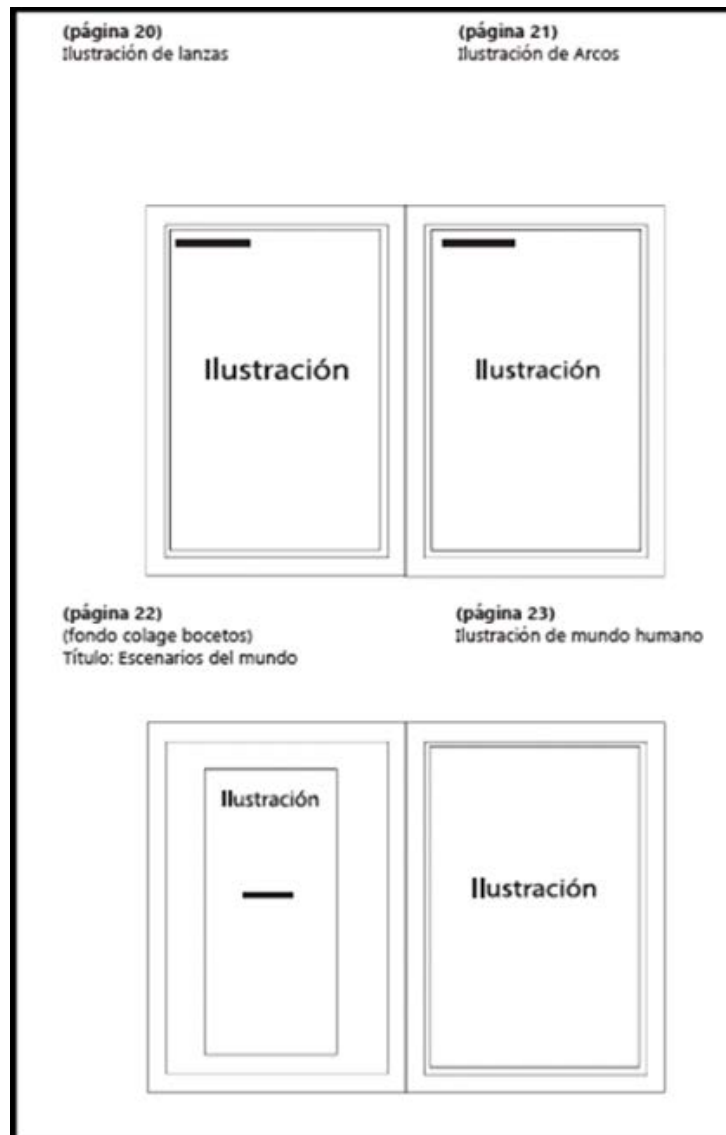 (página 20)
Ilustración de lanzas
(página 21)
Ilustración de Arcos
Ilustración
Ilustración
(página 22)
(fondo colage bocetos)
Título: Escenarios del mundo
(página 23)
Ilustración de mundo humano
Ilustración
Ilustración